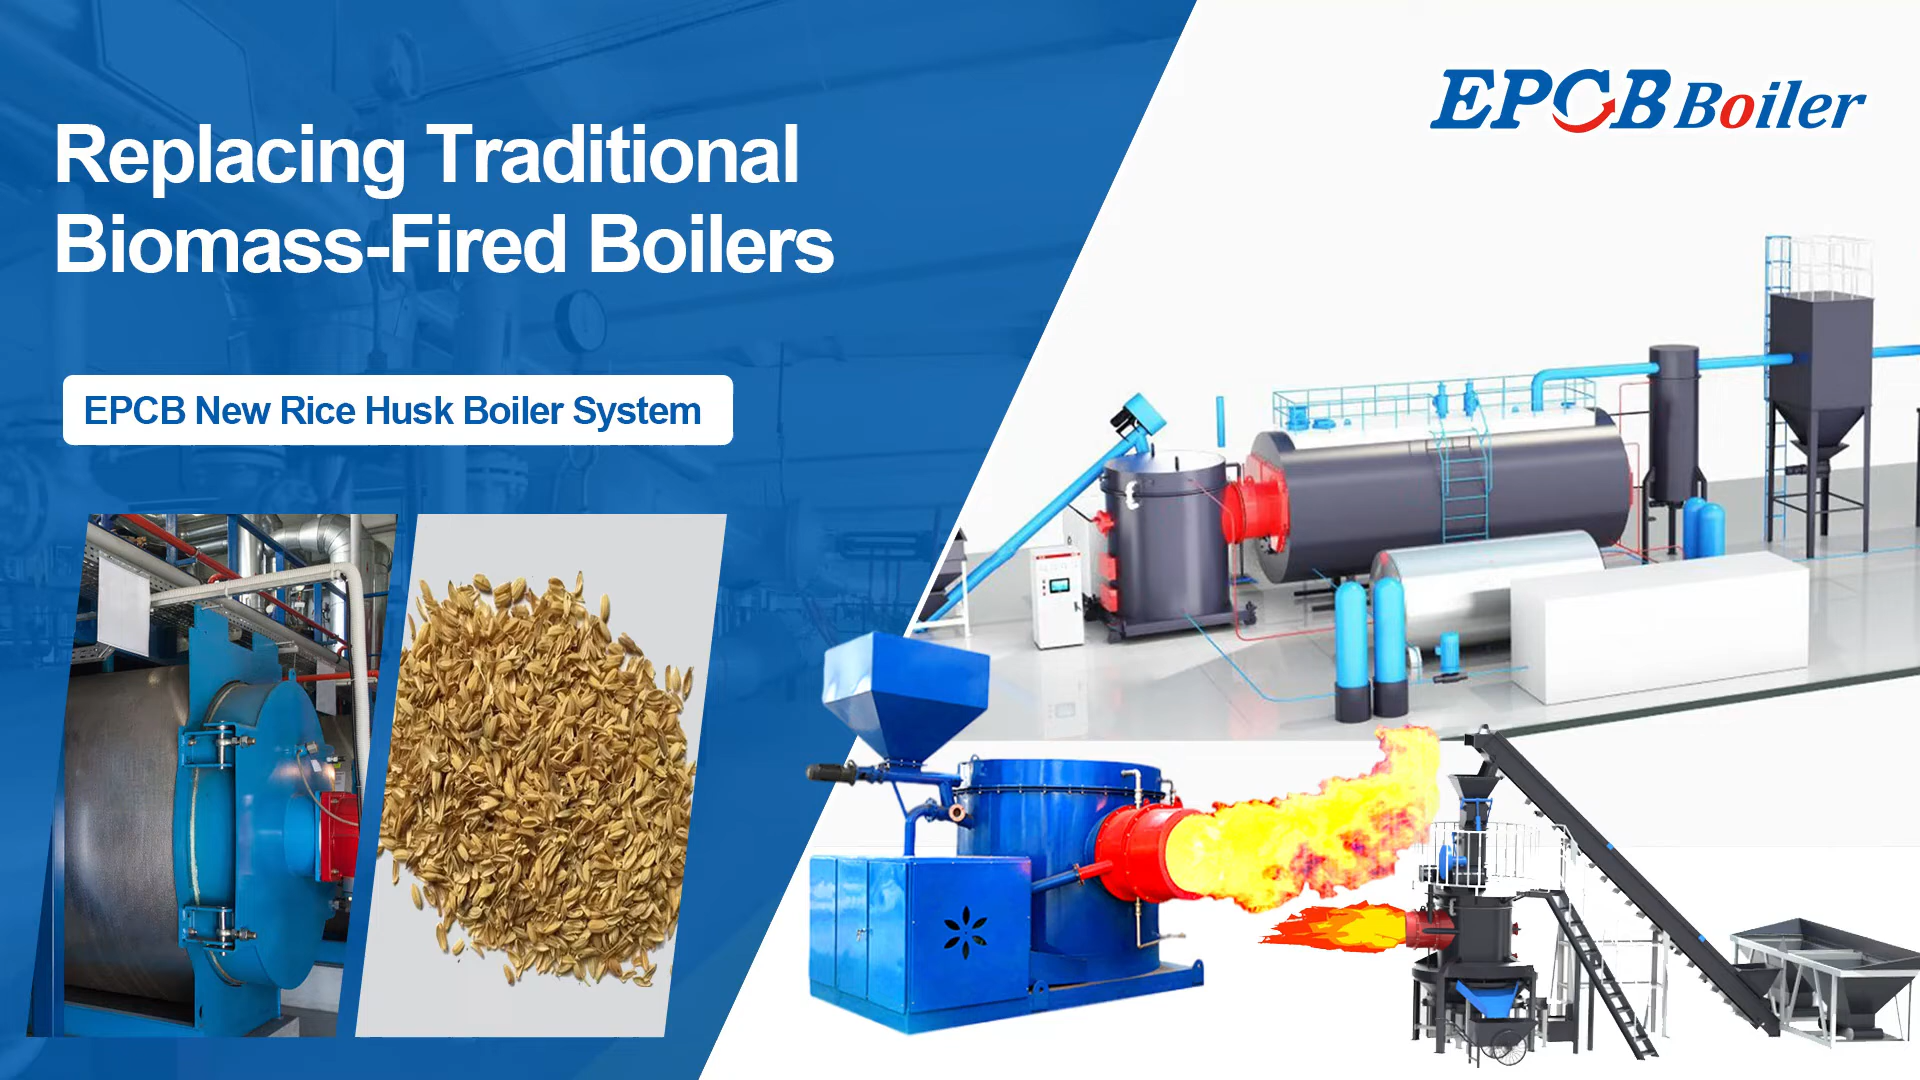 Replacing Traditional
Biomass-Fired Boilers
EPCB New Rice Husk Boiler System
EPCB Boiler